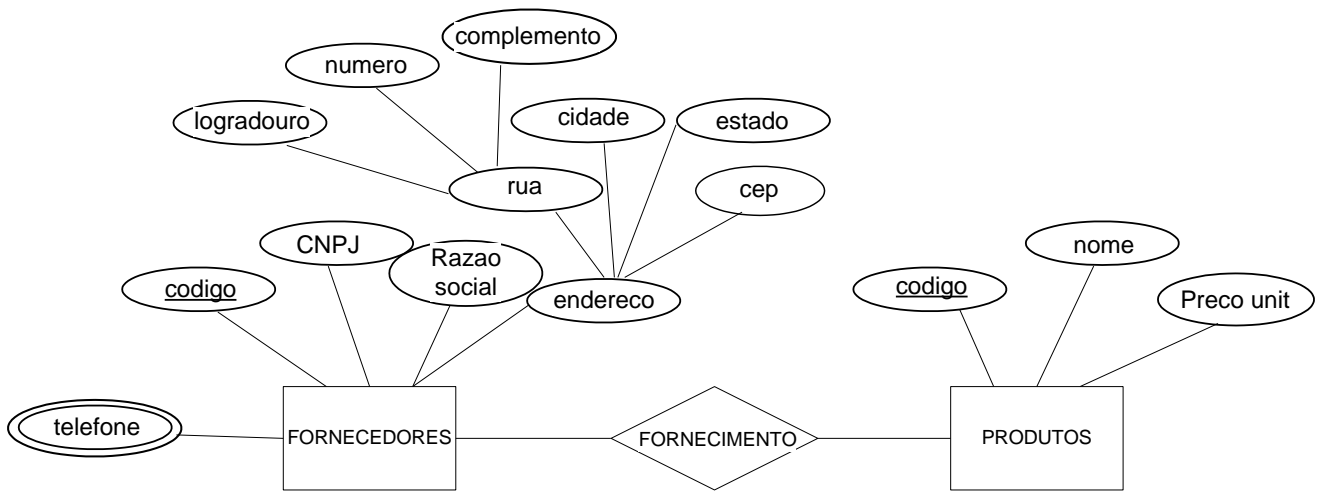 complemento
numero
logradouro
cidade
estado
rua
cep
CNPJ
Razao
social
nome
codigo
endereco
codigo
Preco unit
telefone
FORNECEDORES
FORNECIMENTO
PRODUTOS